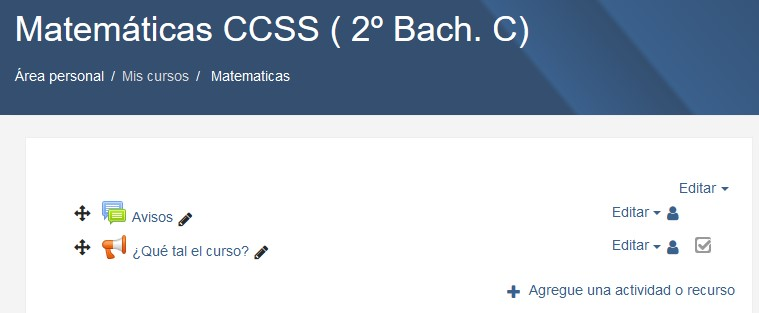 Matemáticas CCSS ( 2º Bach. C)
Área personal / Mis cursos / Matematicas
Editar
Avisos Editar
¿Qué tal el curso? Editar
Agregue una actividad o recurso